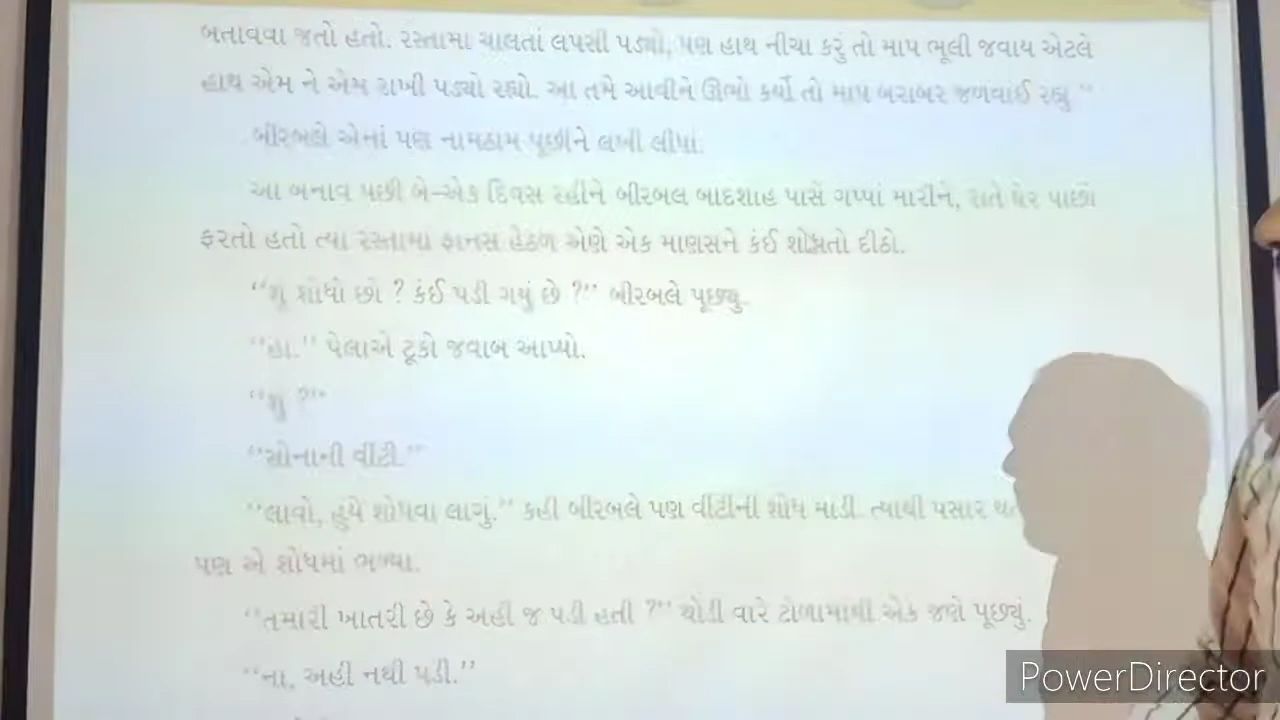 બતાવવા જતો હતો. રસ્તામા ચાલતાં લપસી પડ્યો, પણ હાથ નીચા કરું તો માપ ભૂલી જવાય એટલે
હાથ એમ ને એમ રાખી પડ્યો રહ્યો. આ તમે આવીને ઊભો કર્યો તો માપ બરાબર જળવાઈ રહ્યુ ”
બીરબલે એનાં પણ નામઠામ પૂછીને લખી લીધાં.
આ બનાવ પછી બે-એક દિવસ રહીને બીરબલ બાદશાહ પાસે ગપ્પાં મારીને, રાતે ઘેર પાછો
ફરતો હતો ત્યા રસ્તામા ફાનસ હેઠળ એણે એક માણસને કંઈ શોધતો દીઠો.
“શુ શોધો છો ? કંઈ પડી ગયું છે ?” બીરબલે પૂછ્યુ.
“હા.” પેલાએ ટૂકો જવાબ આપ્યો.
“શુ ?”
“સોનાની વીંટી.”
“લાવો, હુંયે શોધવા લાગું.” કહી બીરબલે પણ વીંટીની શોધ માડી. ત્યાથી પસાર
પણ એ શોધમાં ભળ્યા.
“તમારી ખાતરી છે કે અહી જ પડી હતી ?” થોડી વારે ટોળામાથી એક જણે પૂછ્યું.
“ના, અહી નથી પડી.”
PowerDirector